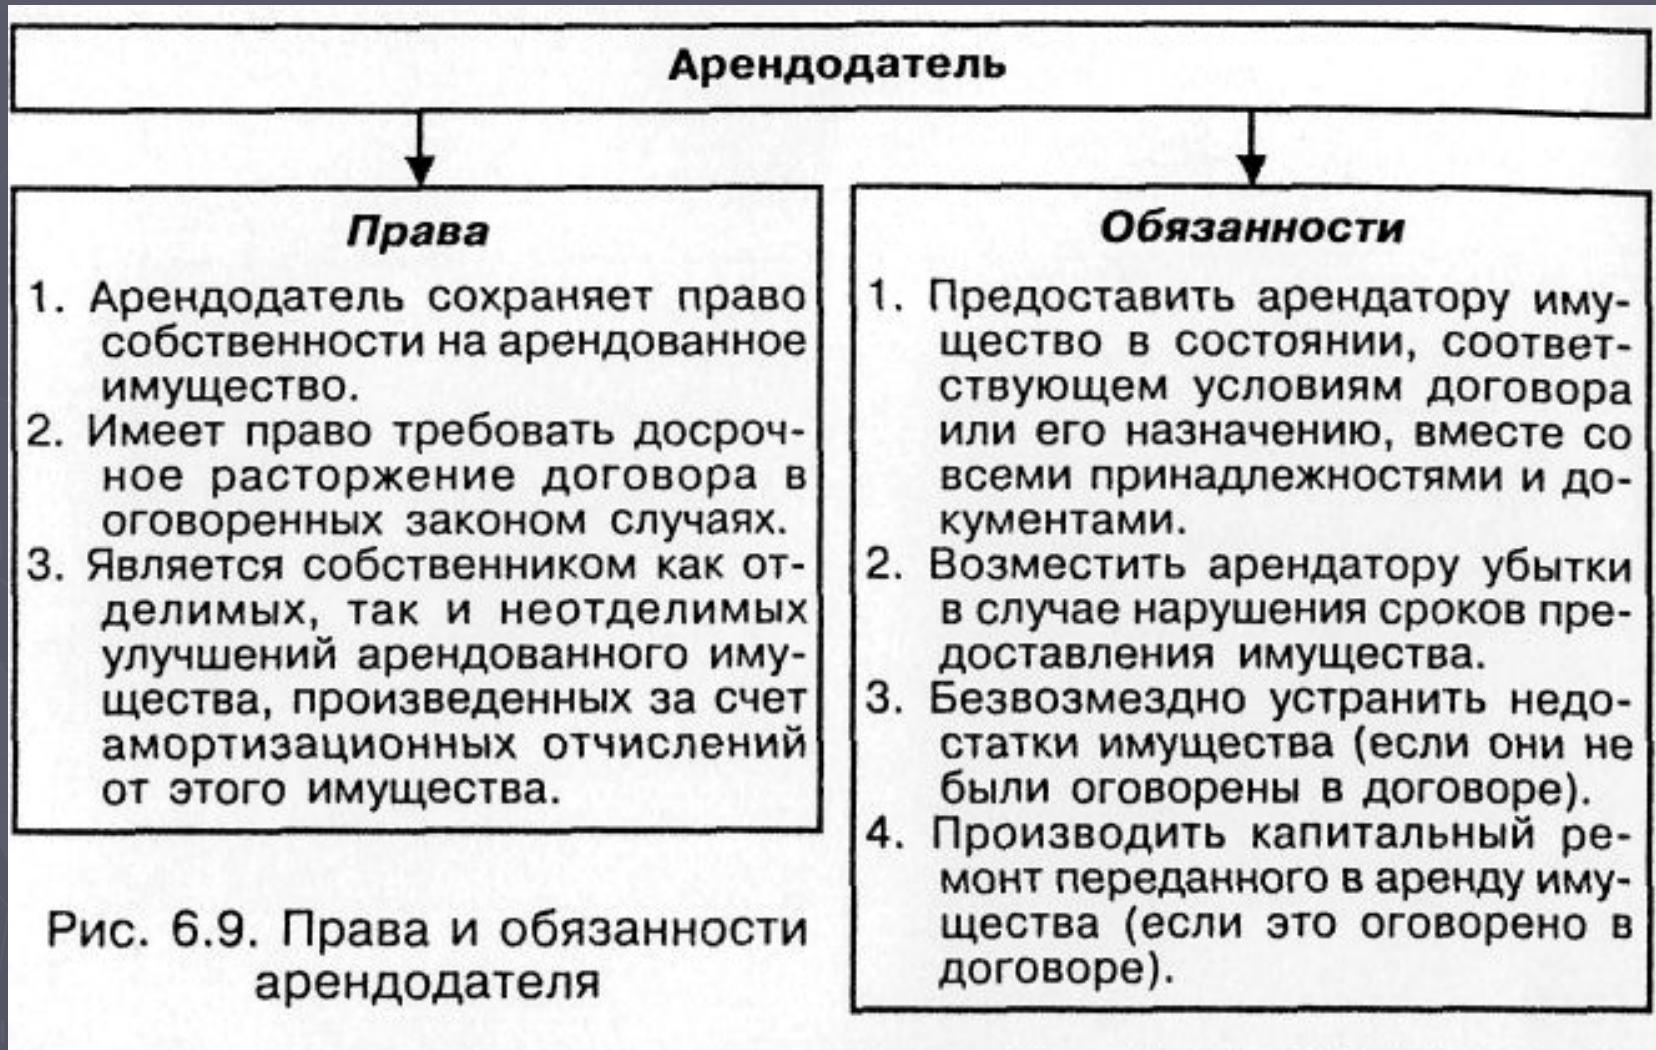 Арендодатель
Права
1. Арендодатель сохраняет право
собственности на арендованное
имущество.
2. Имеет право требовать досроч-
ное расторжение договора в
оговоренных законом случаях.
3. Является собственником как от-
делимых, так и неотделимых
улучшений арендованного иму-
щества, произведенных за счет
амортизационных отчислений
от этого имущества.
Обязанности
1. Предоставить арендатору иму-
щество в состоянии, соответ-
ствующем условиям договора
или его назначению, вместе со
всеми принадлежностями и до-
кументами.
2. Возместить арендатору убытки
в случае нарушения сроков пре-
доставления имущества.
3. Безвозмездно устранить недо-
статки имущества (если они не
были оговорены в договоре).
4. Производить капитальный ре-
монт переданного в аренду иму-
щества (если это оговорено в
договоре).
Рис. 6.9. Права и обязанности
арендодателя